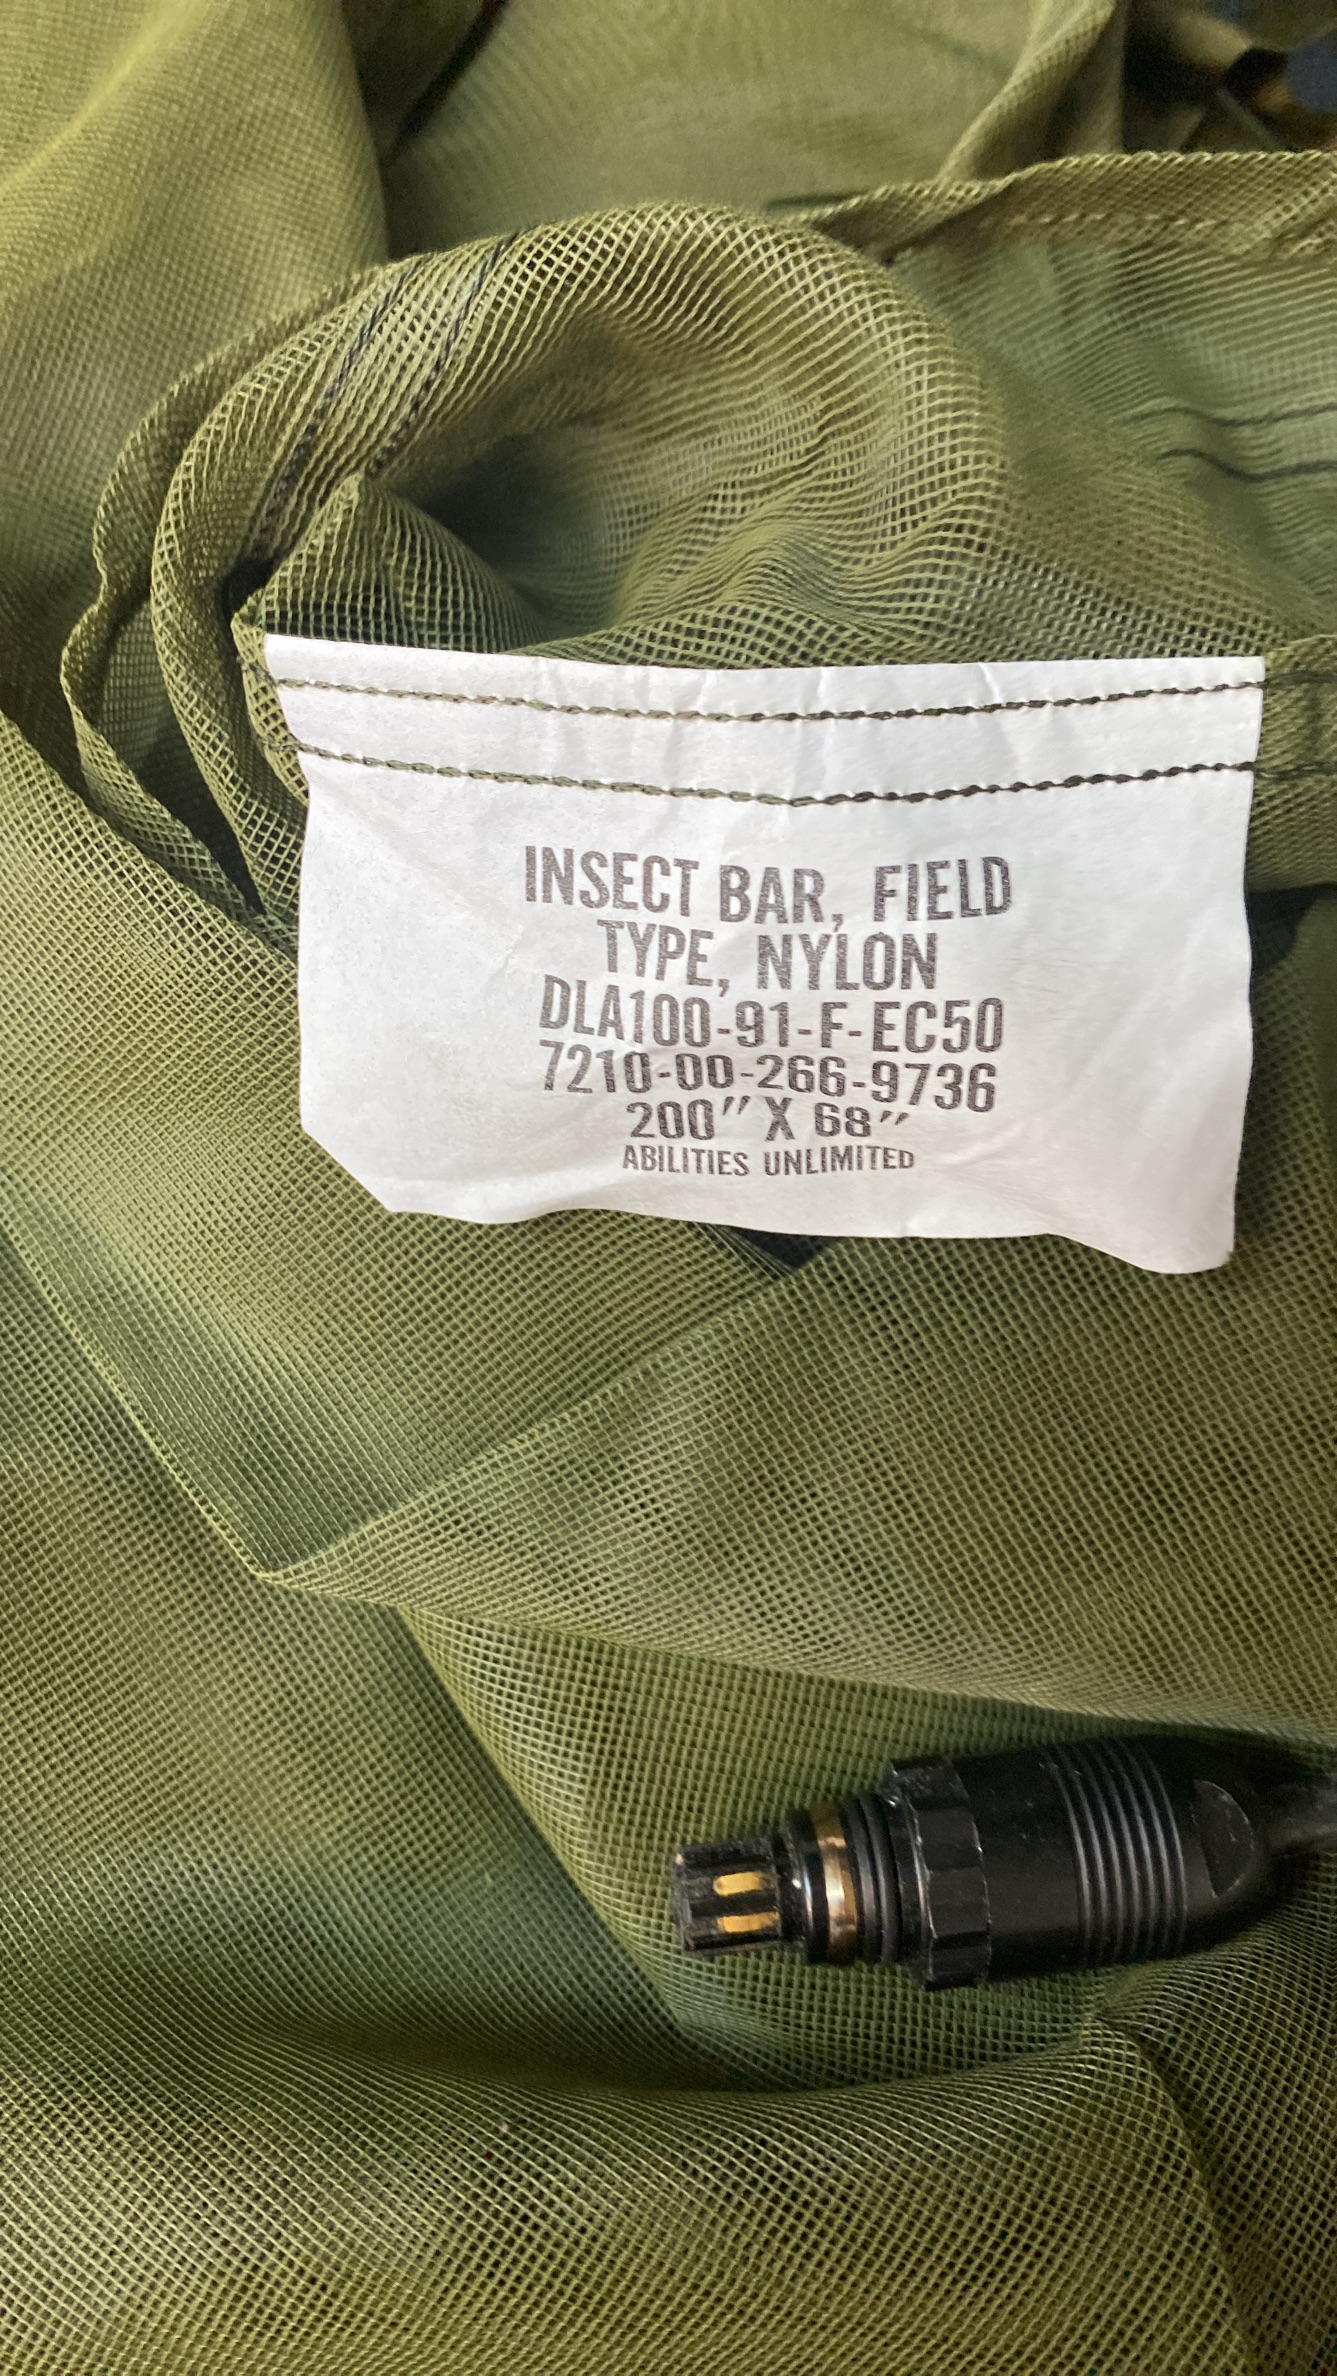 INSECT BAR, FIELD
TYPE, NYLON
DLA100-91-F-EC50
7210-00-266-9736
200" X 68"
ABILITIES UNLIMITED